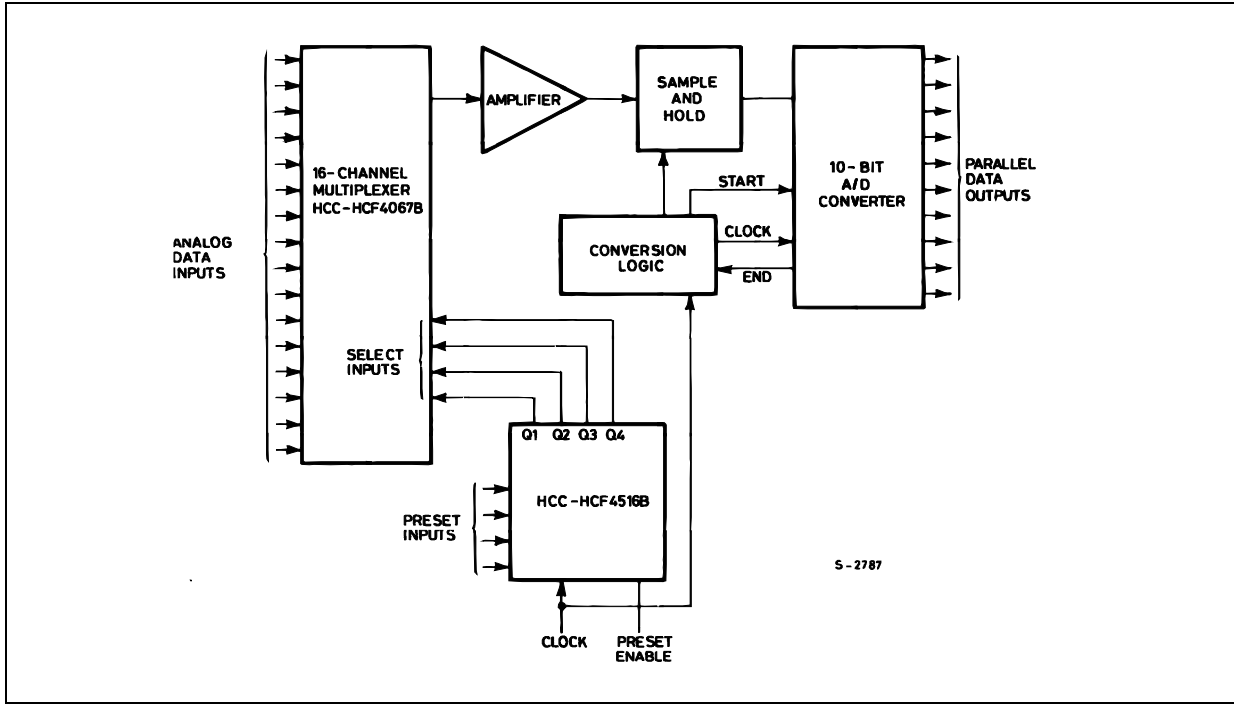 ANALOG
DATA
INPUTS
16-CHANNEL
MULTIPLEXER
HCC-HCF4067B
SELECT
INPUTS
AMPLIFIER
SAMPLE
AND
HOLD
START
CLOCK
END
CONVERSION
LOGIC
10-BIT
A/D
CONVERTER
PARALLEL
DATA
OUTPUTS
Q1 Q2 Q3 Q4
HCC-HCF4516B
PRESET
INPUTS
CLOCK
PRESET
ENABLE
S-2787